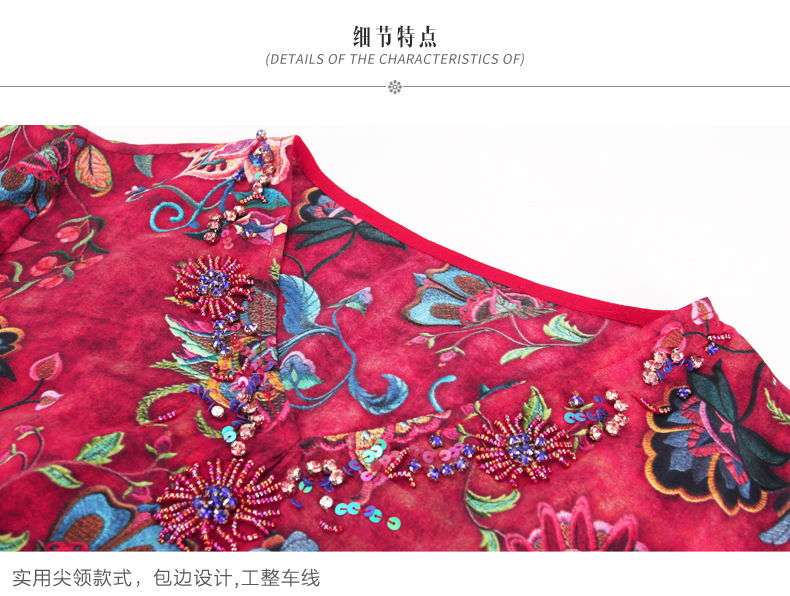 细节特点
(DETAILS OF THE CHARACTERISTICS OF)
实用尖领款式，包边设计,工整车线